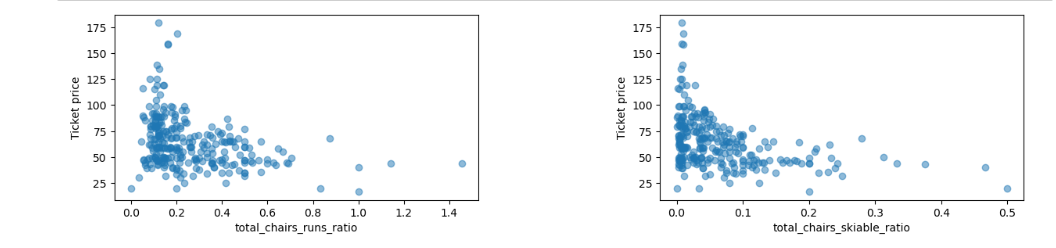 175
150
125
100
75
50
25
Ticket price
0.0 0.2 0.4 0.6 0.8 1.0 1.2 1.4
total_chairs_runs_ratio
175
150
125
100
75
50
25
Ticket price
0.0 0.1 0.2 0.3 0.4 0.5
total_chairs_skiable_ratio